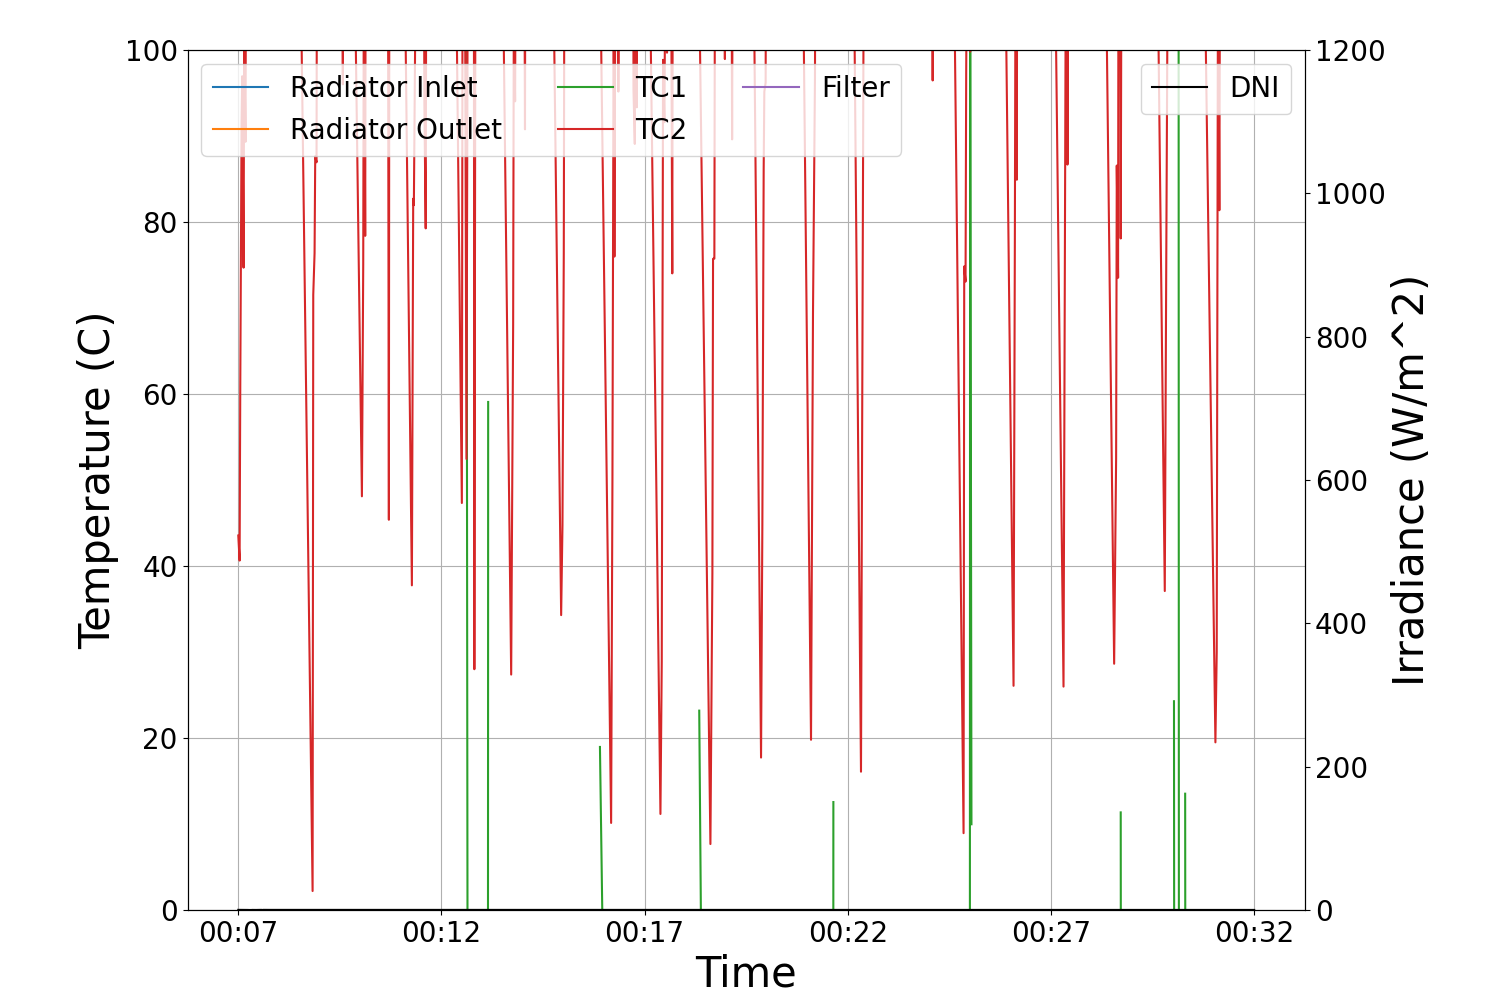 100
80
60
40
20
0
Temperature (C)
Radiator Inlet
Radiator Outlet
TC1
TC2
Filter
DNI
1200
1000
800
600
400
200
0
Irradiance (W/m^2)
00:07 00:12 00:17 00:22 00:27 00:32
Time